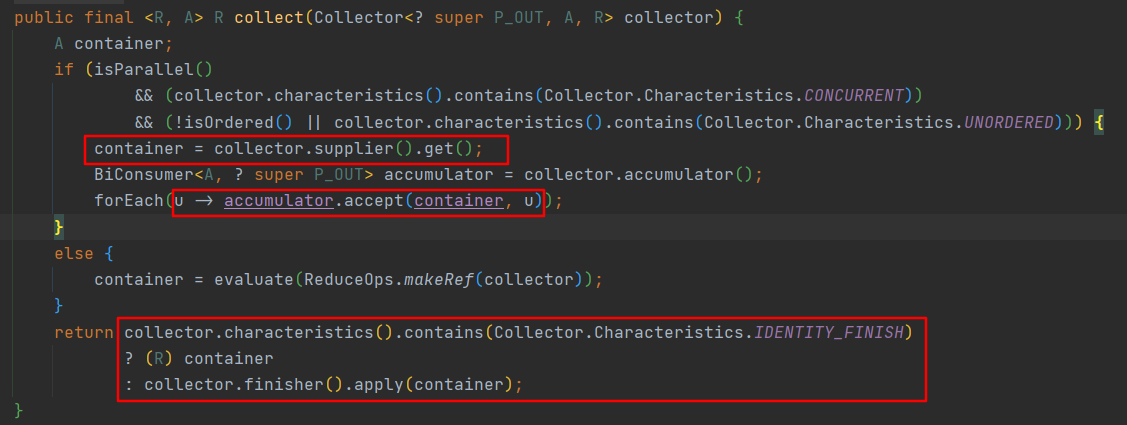 public final <R, A> R collect(Collector<? super P_OUT, A, R> collector) {
    A container;
    if (isParallel()
            && (collector.characteristics().contains(Collector.Characteristics.CONCURRENT))
            && (!isOrdered() || collector.characteristics().contains(Collector.Characteristics.UNORDERED))) {
        container = collector.supplier().get();
        BiConsumer<A, ? super P_OUT> accumulator = collector.accumulator();
        forEach(u -> accumulator.accept(container, u));
    }
    else {
        container = evaluate(ReduceOps.makeRef(collector));
    }
    return collector.characteristics().contains(Collector.Characteristics.IDENTITY_FINISH)
           ? (R) container
           : collector.finisher().apply(container);
}